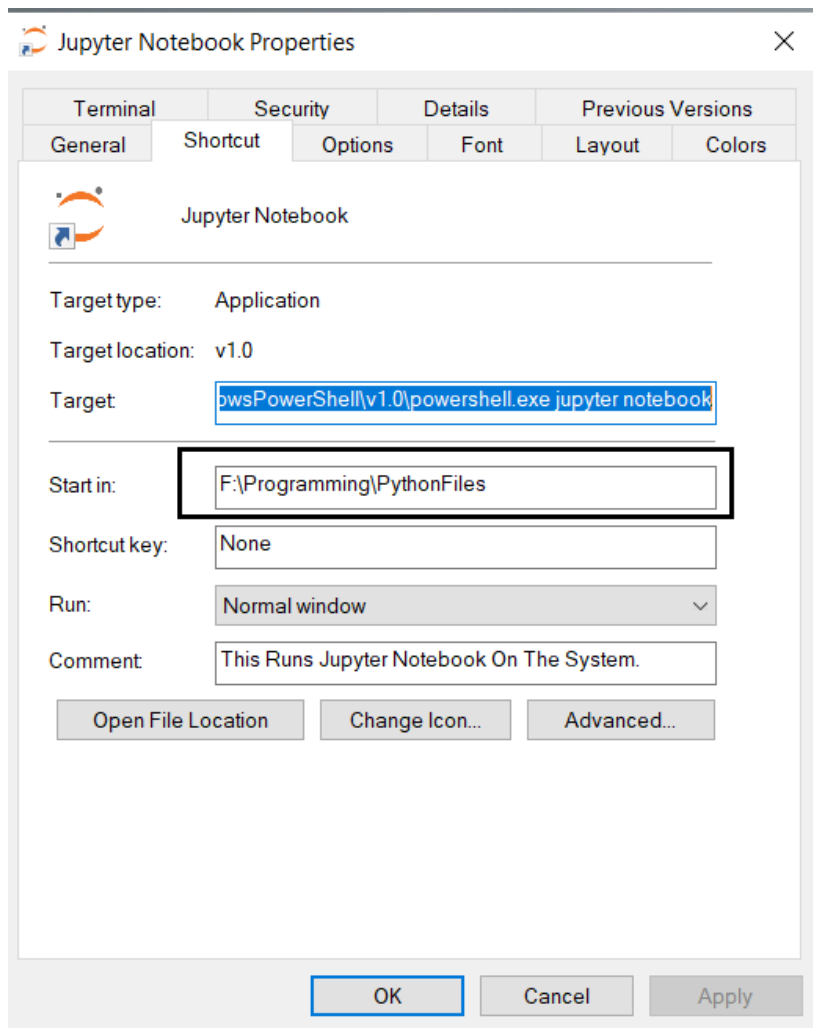 Jupyter Notebook Properties
Terminal Security Details Previous Versions
General Shortcut Options Font Layout Colors
Jupyter Notebook
Target type: Application
Target location: v1.0
Target: owsPowerShell\v1.0\powershell.exe jupyter notebook
Start in: F:\Programming\PythonFiles
Shortcut key: None
Run: Normal window
Comment: This Runs Jupyter Notebook On The System.
Open File Location Change Icon... Advanced...
OK Cancel Apply